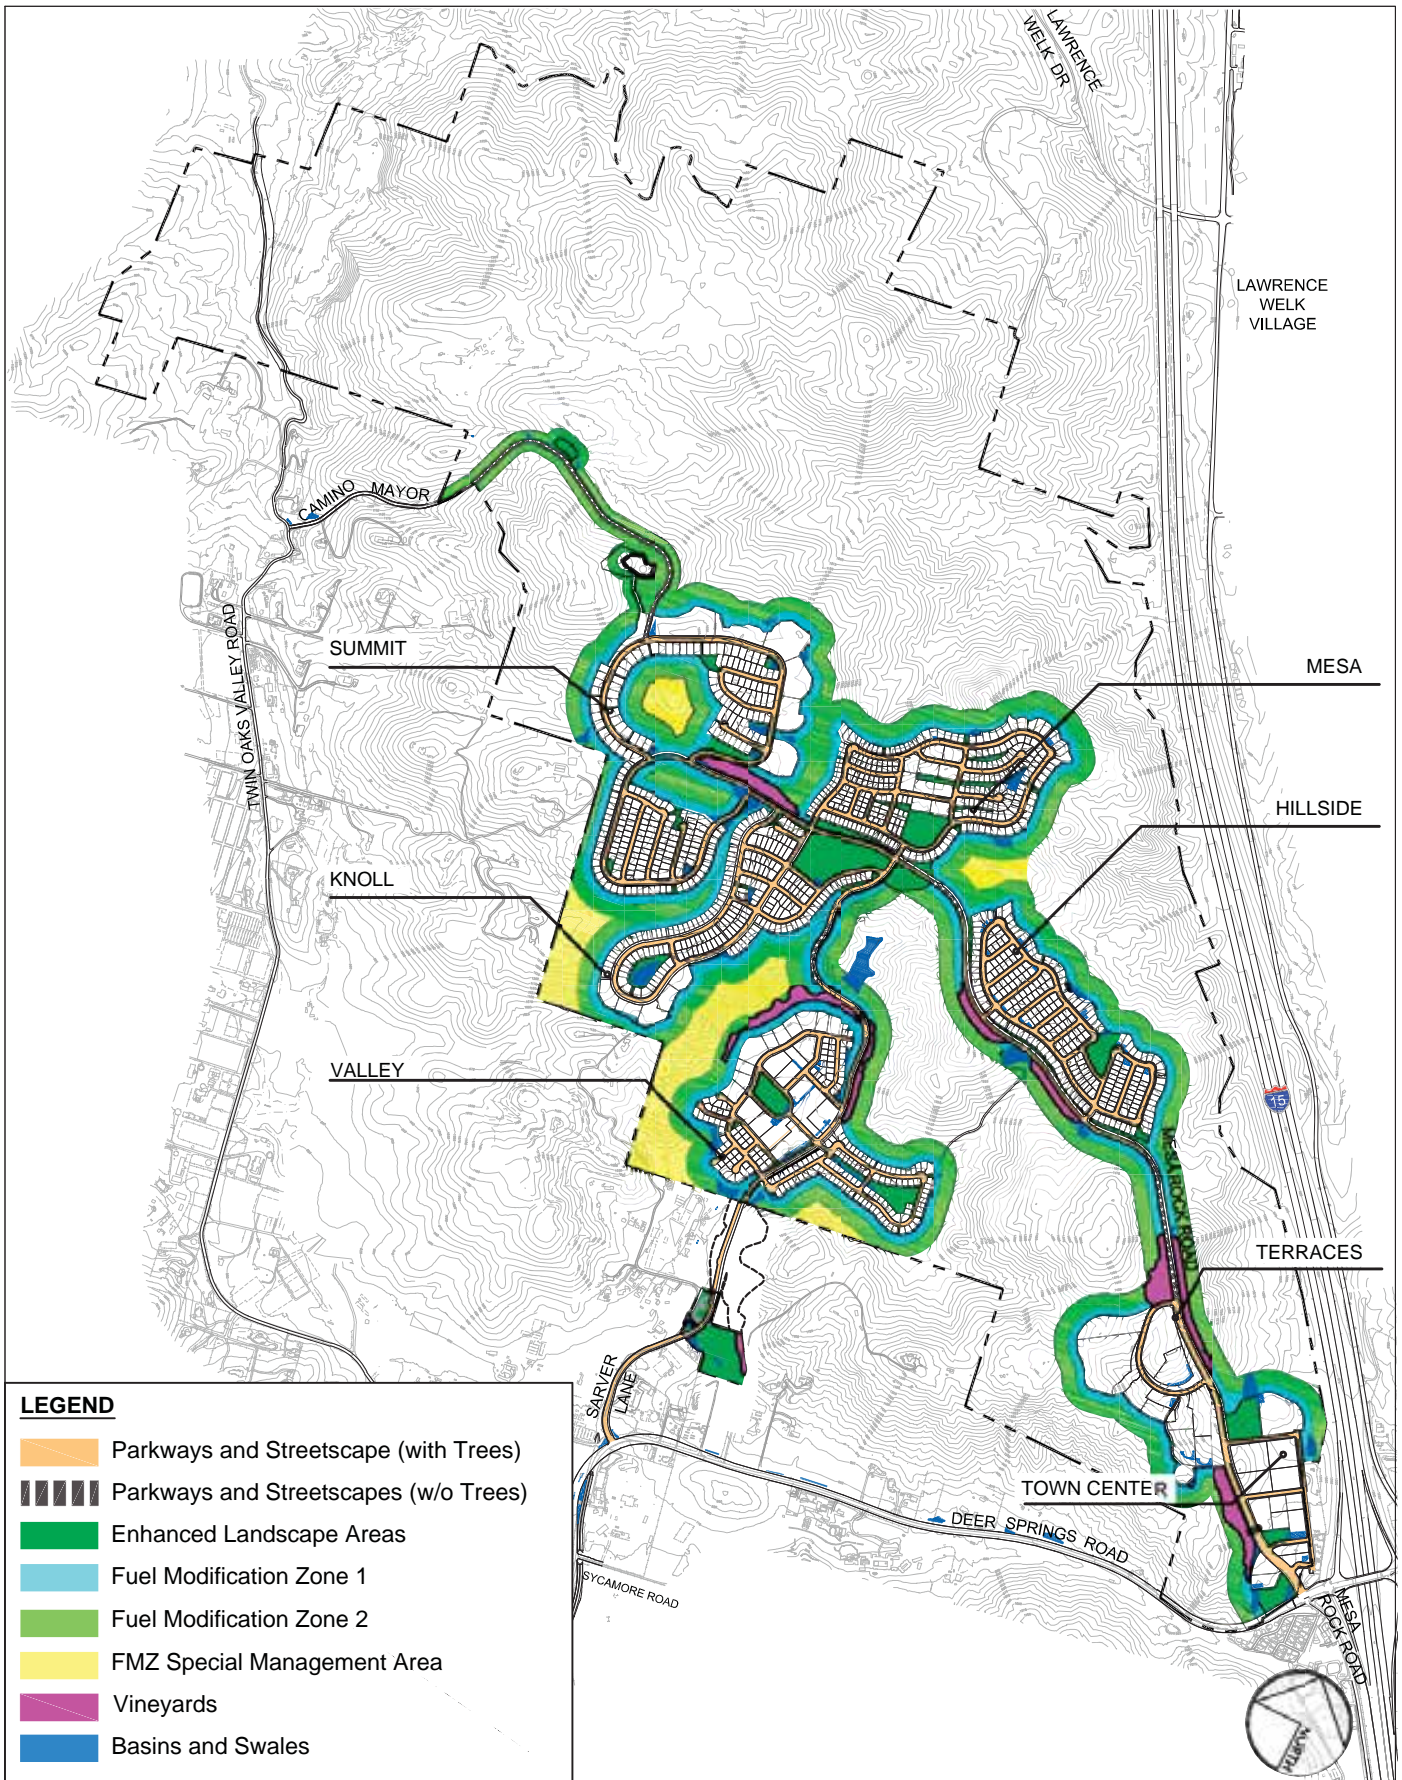 LAWRENCE
WELK DR
LAWRENCE
WELK
VILLAGE
CAMINO MAYOR
TWIN OAKS VALLEY ROAD
SUMMIT
MESA
HILLSIDE
KNOLL
VALLEY
15
MESA ROCK ROAD
TERRACES
SARVER
LANE
TOWN CENTER
DEER SPRINGS ROAD
SYCAMORE ROAD
MESA
ROCK ROAD
NORTH
LEGEND
Parkways and Streetscape (with Trees)
Parkways and Streetscapes (w/o Trees)
Enhanced Landscape Areas
Fuel Modification Zone 1
Fuel Modification Zone 2
FMZ Special Management Area
Vineyards
Basins and Swales